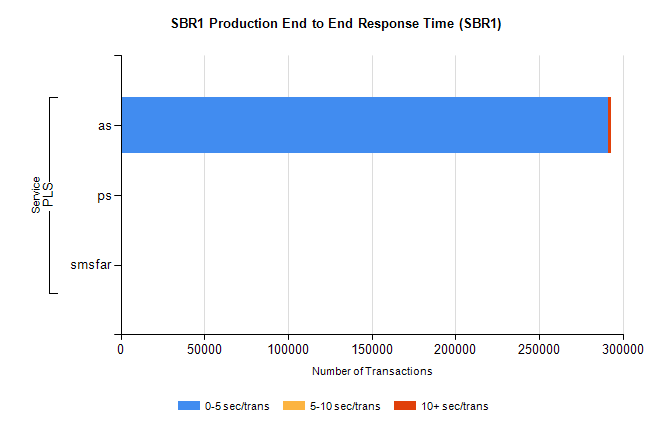 SBR1 Production End to End Response Time (SBR1)
Service
PLS
as
ps
smsfar
0 50000 100000 150000 200000 250000 300000
Number of Transactions
0-5 sec/trans 5-10 sec/trans 10+ sec/trans